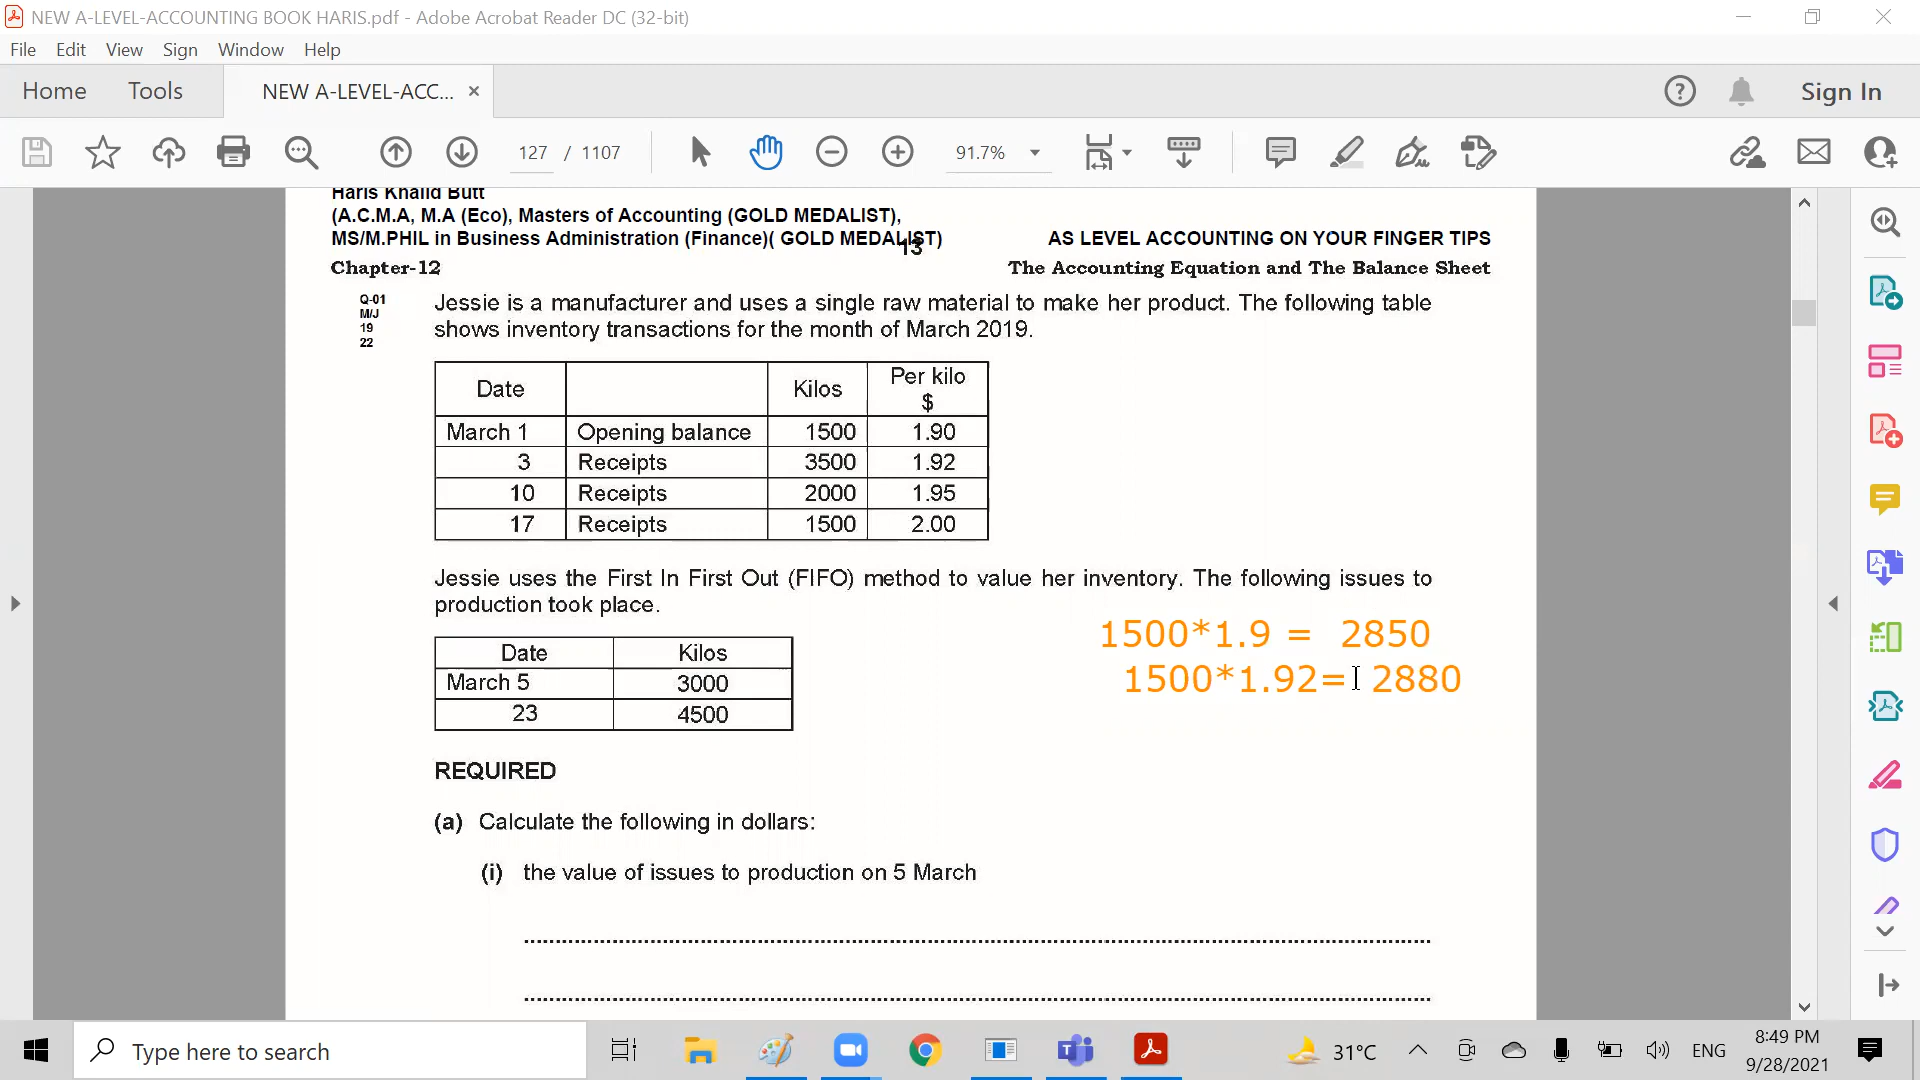 NEW A-LEVEL-ACCOUNTING BOOK HARIS.pdf - Adobe Acrobat Reader DC (32-bit)
File Edit View Sign Window Help
Home Tools NEW A-LEVEL-ACC... × Sign In
127 / 1107 91.7%
Haris Khalid Butt
(A.C.M.A, M.A (Eco), Masters of Accounting (GOLD MEDALIST),
MS/M.PHIL in Business Administration (Finance)( GOLD MEDALIST) 13 AS LEVEL ACCOUNTING ON YOUR FINGER TIPS
Chapter-12 The Accounting Equation and The Balance Sheet
Q-01
M/J
19
22
Jessie is a manufacturer and uses a single raw material to make her product. The following table
shows inventory transactions for the month of March 2019.
Date Kilos Per kilo $
March 1 Opening balance 1500 1.90
3 Receipts 3500 1.92
10 Receipts 2000 1.95
17 Receipts 1500 2.00
Jessie uses the First In First Out (FIFO) method to value her inventory. The following issues to
production took place.
1500*1.9 = 2850
1500*1.92= 2880
Date Kilos
March 5 3000
23 4500
REQUIRED
(a) Calculate the following in dollars:
(i) the value of issues to production on 5 March
Type here to search
31°C ENG 8:49 PM
9/28/2021